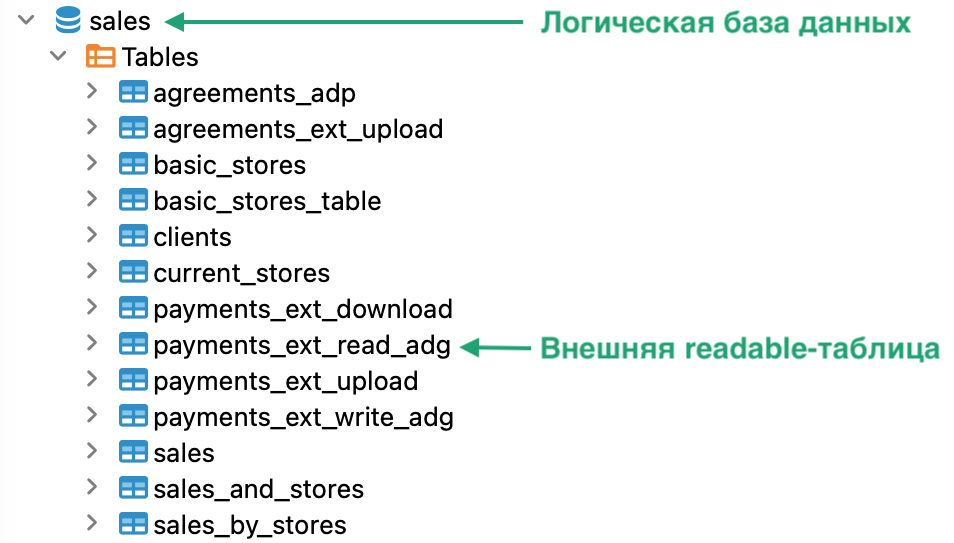 sales Логическая база данных
Tables
agreements_adp
agreements_ext_upload
basic_stores
basic_stores_table
clients
current_stores
payments_ext_download
payments_ext_read_adg Внешняя readable-таблица
payments_ext_upload
payments_ext_write_adg
sales
sales_and_stores
sales_by_stores